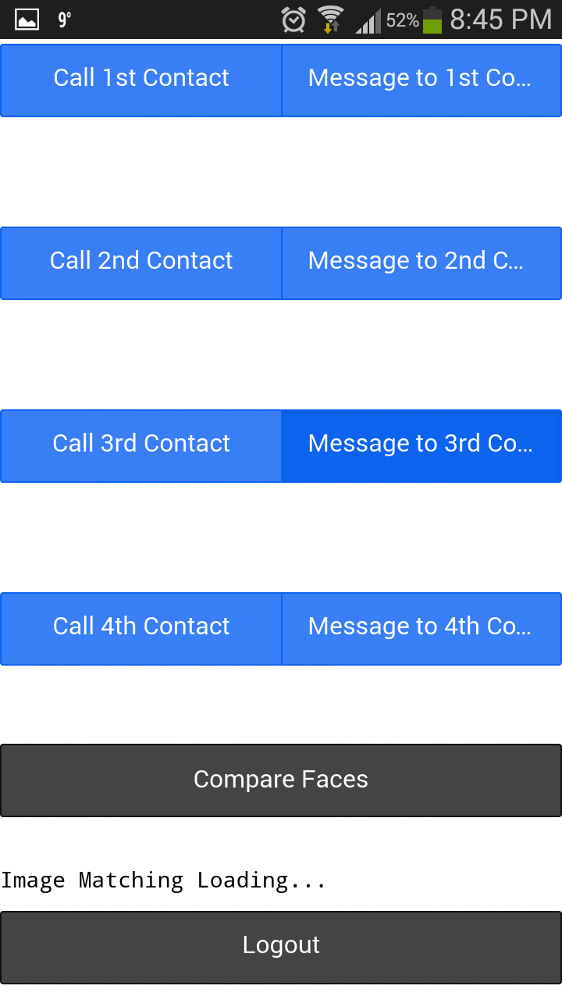 9° 52% 8:45 PM
Call 1st Contact Message to 1st Co...
Call 2nd Contact Message to 2nd C...
Call 3rd Contact Message to 3rd Co...
Call 4th Contact Message to 4th Co...
Compare Faces
Image Matching Loading...
Logout